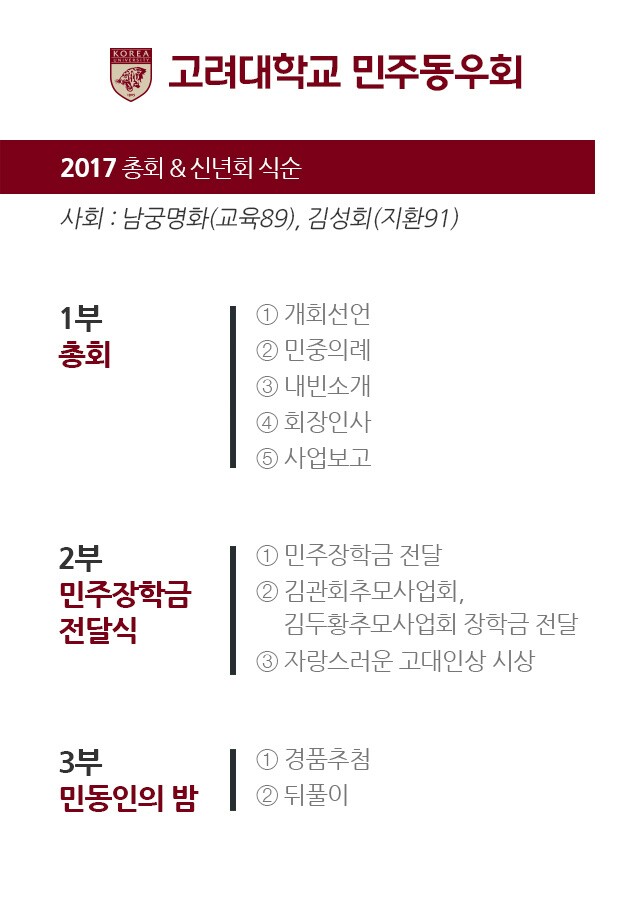 KOREA
UNIVERSITY
고려대학교 민주동우회
2017 총회 & 신년회 식순
사회 : 남궁명화(교육89), 김성회(지환91)
1부
총회
① 개회선언
② 민중의례
③ 내빈소개
④ 회장인사
⑤ 사업보고
2부
민주장학금
전달식
① 민주장학금 전달
② 김관회추모사업회,
김두황추모사업회 장학금 전달
③ 자랑스러운 고대인상 시상
3부
민동인의 밤
① 경품추첨
② 뒤풀이